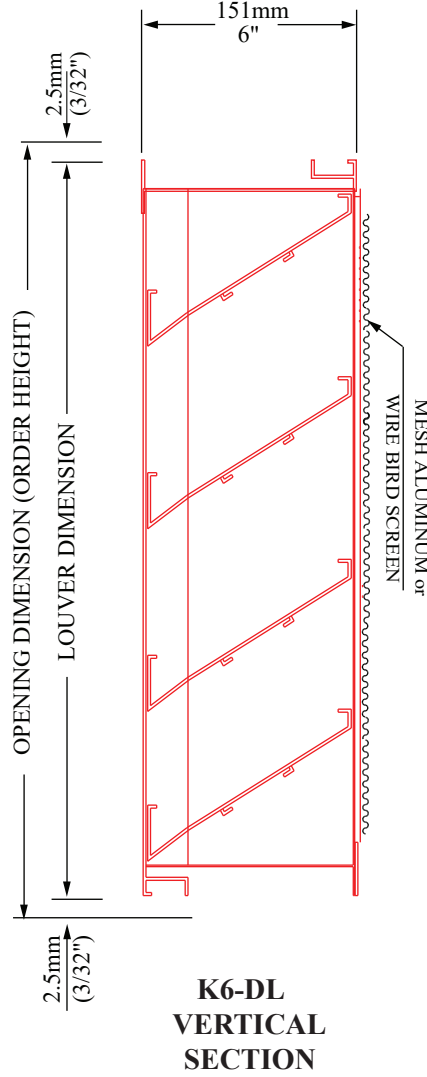 151mm
6"
2.5mm
(3/32")
OPENING DIMENSION (ORDER HEIGHT)
LOUVER DIMENSION
MESH ALUMINUM or
WIRE BIRD SCREEN
2.5mm
(3/32")
K6-DL
VERTICAL
SECTION